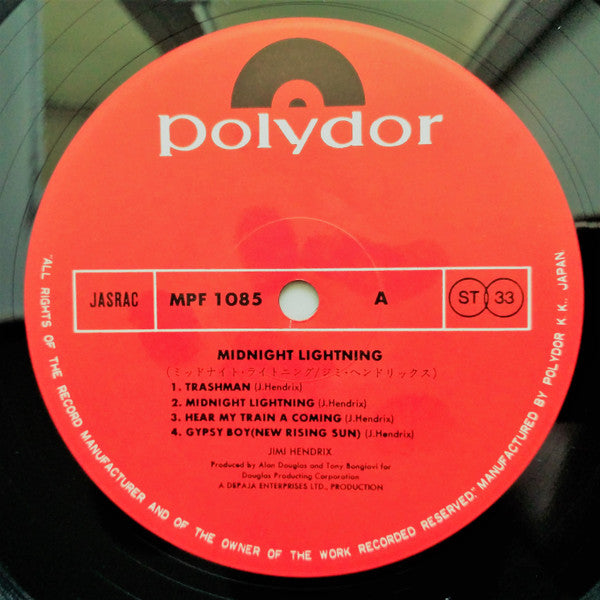 polydor
JASRAC
MPF 1085
A
ST 33
MIDNIGHT LIGHTNING
(ミッドナイト・ライトニング/ジミ・ヘンドリックス)
1. TRASHMAN (J.Hendrix)
2. MIDNIGHT LIGHTNING (J.Hendrix)
3. HEAR MY TRAIN A COMING (J.Hendrix)
4. GYPSY BOY(NEW RISING SUN) (J.Hendrix)
JIMI HENDRIX
Produced by Alan Douglas and Tony Bongiovi for
Douglas Producting Corporation
A DEPAJA ENTERPRISES LTD., PRODUCTION
"ALL RIGHTS OF THE RECORD MANUFACTURER AND OF THE OWNER OF THE WORK RECORDED RESERVED." MANUFACTURED BY POLYDOR K.K., JAPAN.